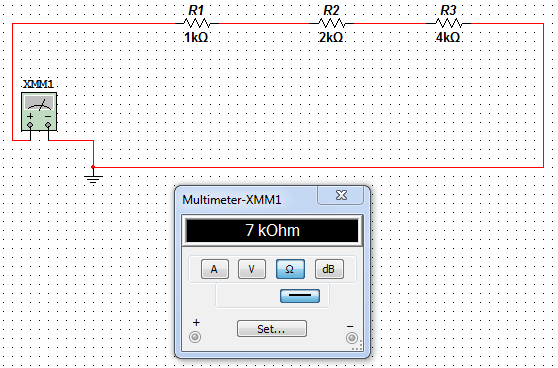 R1 R2 R3
1kΩ 2kΩ 4kΩ
XMM1
+ −
Multimeter-XMM1
7 kOhm
A V Ω dB
+ Set... −